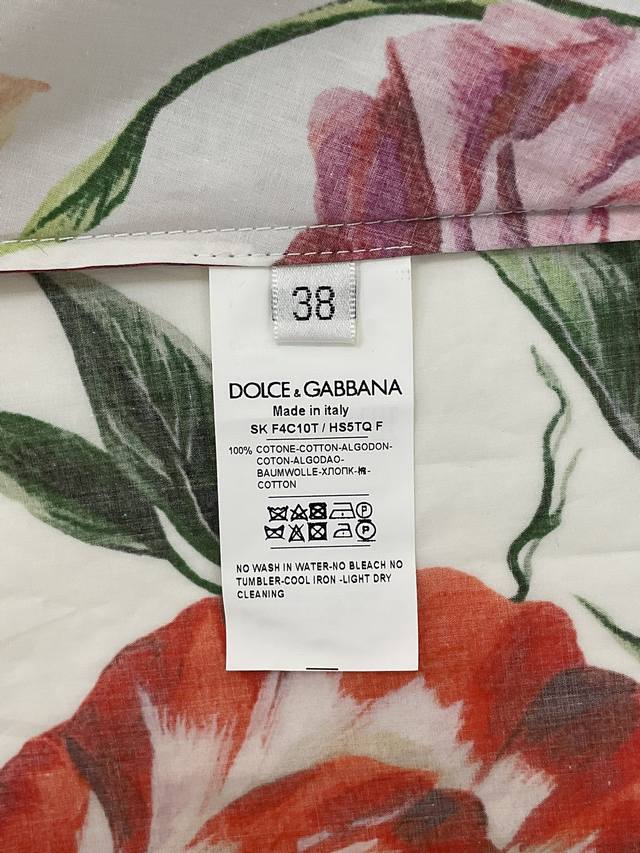 38
DOLCE & GABBANA
Made in italy
SK F4C10T / HS5TQ F
100% COTONE-COTTON-ALGODON-
COTON-ALGODAO-
BAUMWOLLE-ХЛОПК-棉-
COTTON
P
P
NO WASH IN WATER-NO BLEACH NO
TUMBLER-COOL IRON -LIGHT DRY
CLEANING